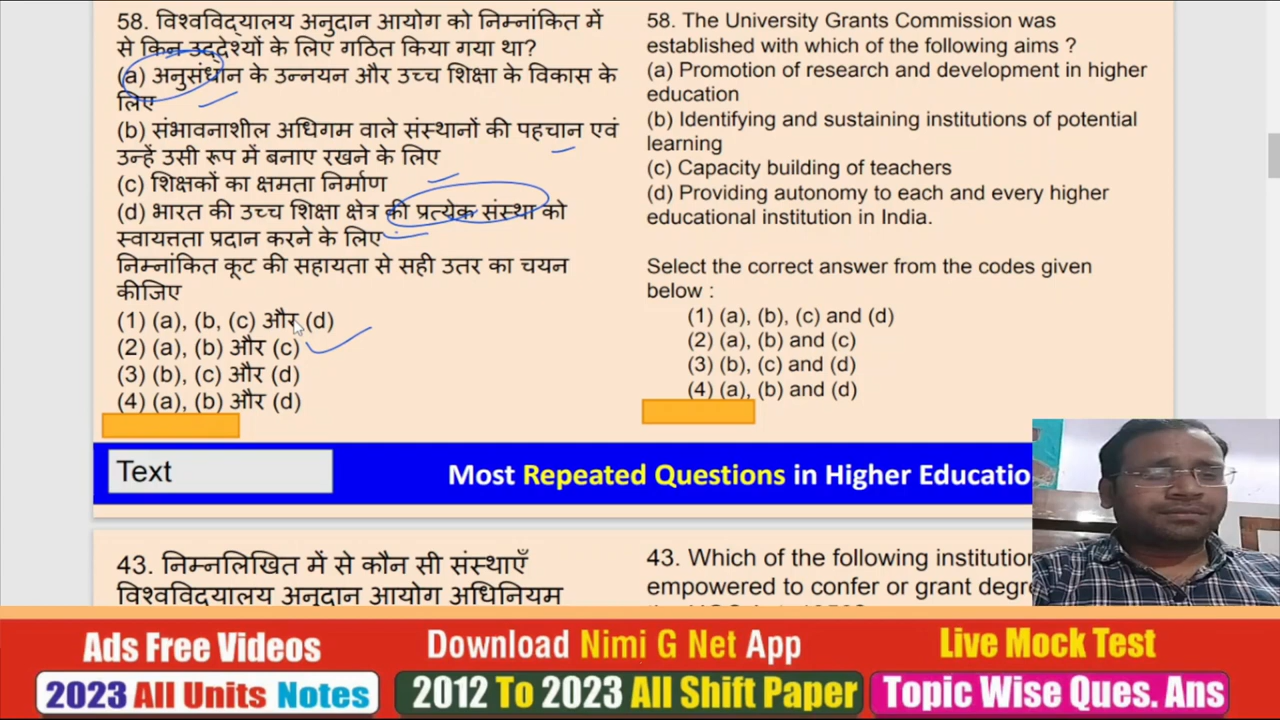 58. विश्वविद्यालय अनुदान आयोग को निम्नांकित में
से किन उद्देश्यों के लिए गठित किया गया था?
(a) अनुसंधान के उन्नयन और उच्च शिक्षा के विकास के
लिए
(b) संभावनाशील अधिगम वाले संस्थानों की पहचान एवं
उन्हें उसी रूप में बनाए रखने के लिए
(c) शिक्षकों का क्षमता निर्माण
(d) भारत की उच्च शिक्षा क्षेत्र की प्रत्येक संस्था को
स्वायत्तता प्रदान करने के लिए
निम्नांकित कूट की सहायता से सही उतर का चयन
कीजिए
(1) (a), (b, (c) और (d)
(2) (a), (b) और (c)
(3) (b), (c) और (d)
(4) (a), (b) और (d)
58. The University Grants Commission was
established with which of the following aims ?
(a) Promotion of research and development in higher
education
(b) Identifying and sustaining institutions of potential
learning
(c) Capacity building of teachers
(d) Providing autonomy to each and every higher
educational institution in India.
Select the correct answer from the codes given
below :
(1) (a), (b), (c) and (d)
(2) (a), (b) and (c)
(3) (b), (c) and (d)
(4) (a), (b) and (d)
Text
Most Repeated Questions in Higher Educatio
43. निम्नलिखित में से कौन सी संस्थाएँ
विश्वविद्यालय अनुदान आयोग अधिनियम
43. Which of the following institution
empowered to confer or grant degre
Ads Free Videos
Download Nimi G Net App
Live Mock Test
2023 All Units Notes
2012 To 2023 All Shift Paper
Topic Wise Ques. Ans